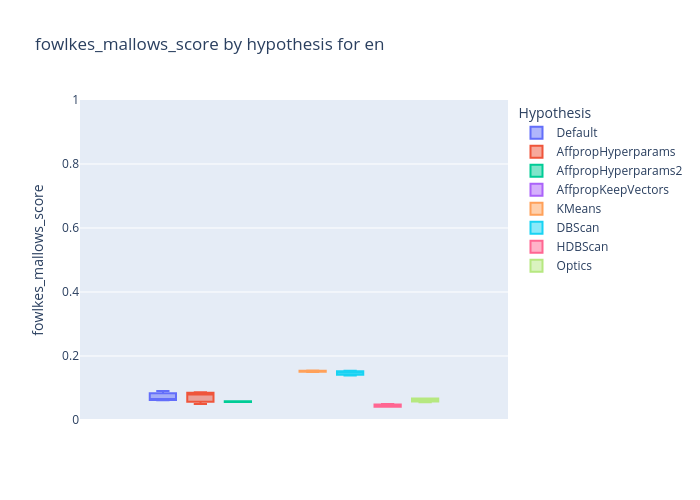 fowlkes_mallows_score by hypothesis for en
1
0.8
0.6
0.4
0.2
0
fowlkes_mallows_score
Hypothesis
Default
AffpropHyperparams
AffpropHyperparams2
AffpropKeepVectors
KMeans
DBScan
HDBScan
Optics